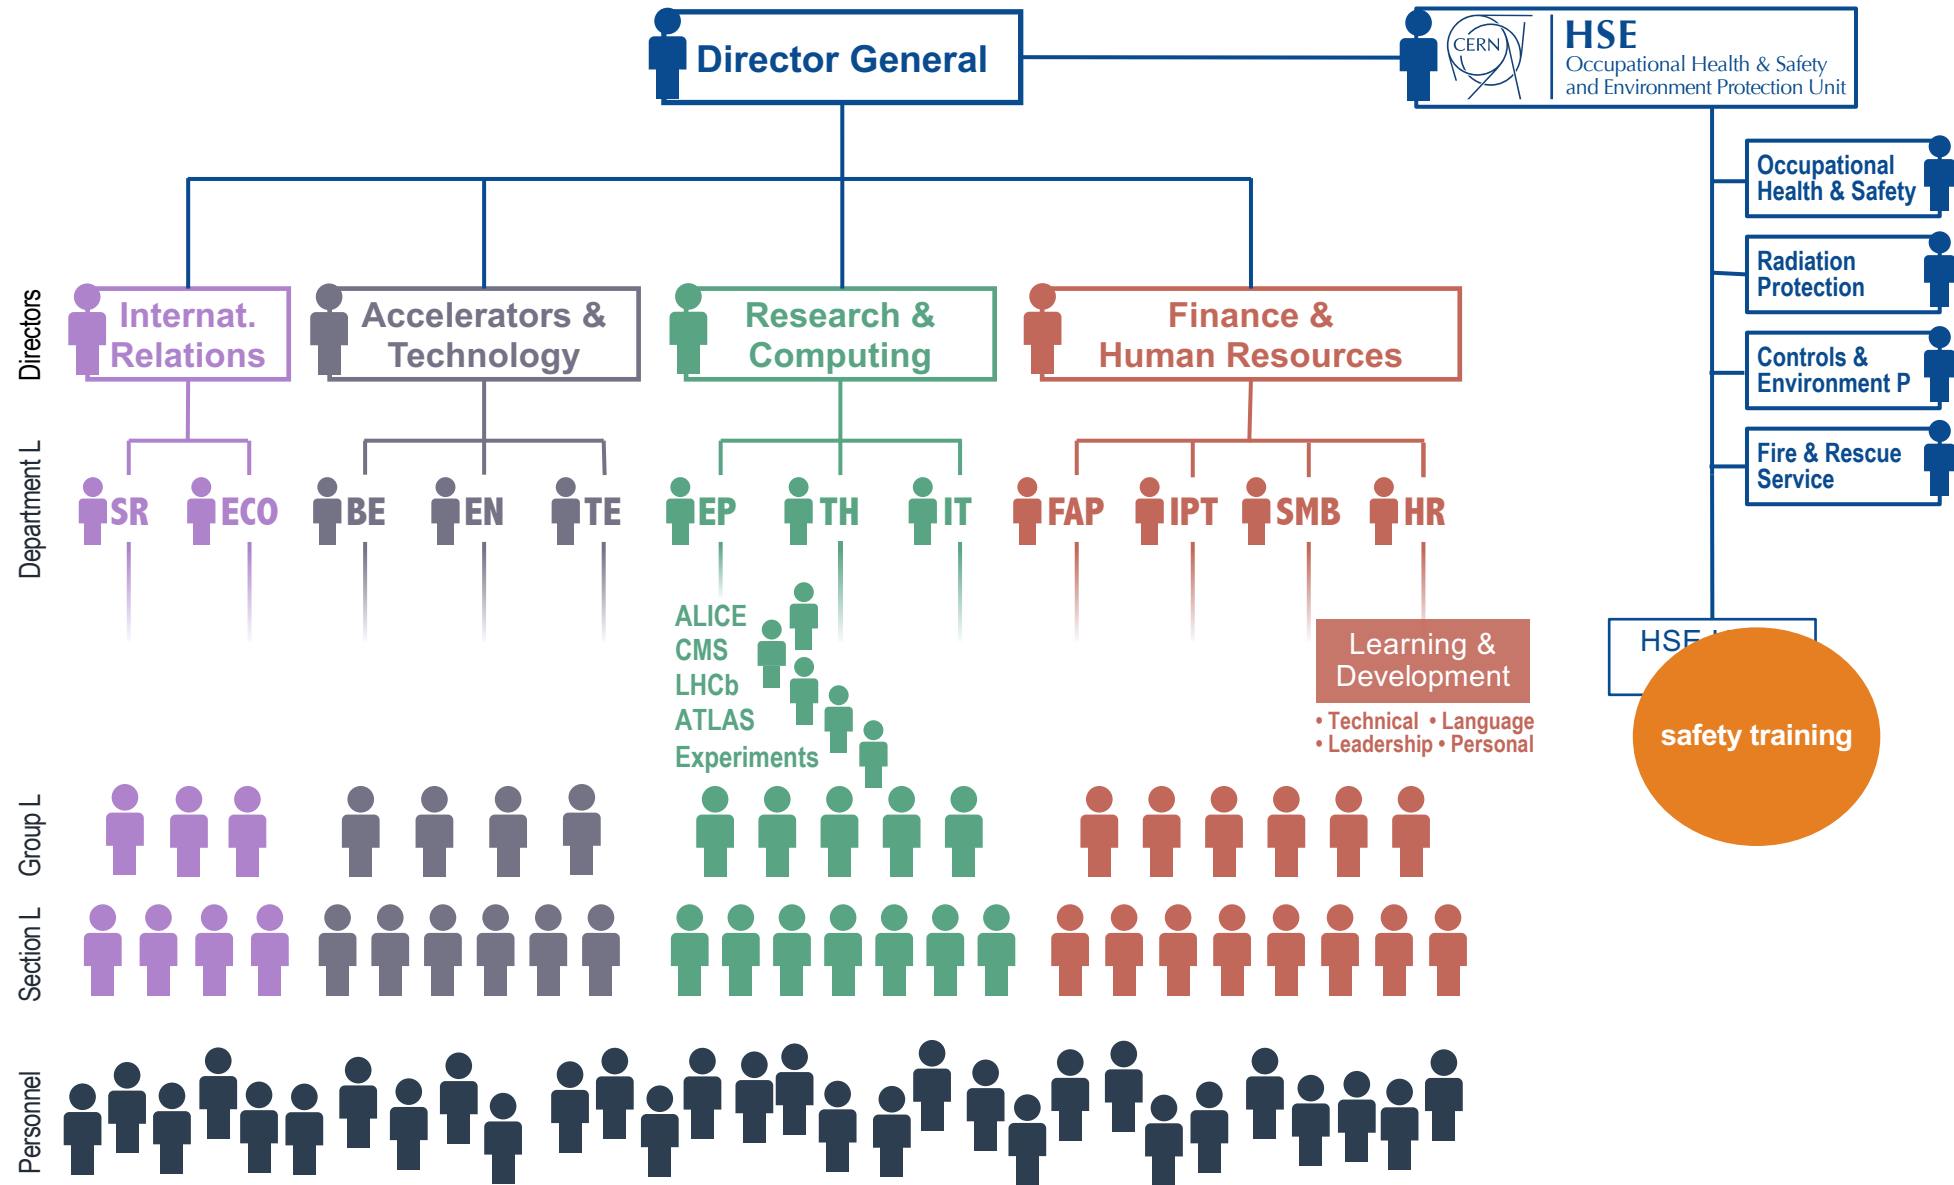 Director General
CERN
HSE
Occupational Health & Safety
and Environment Protection Unit
Occupational
Health & Safety
Radiation
Protection
Controls &
Environment P
Fire & Rescue
Service
Directors
Internat.
Relations
Accelerators &
Technology
Research &
Computing
Finance &
Human Resources
Department L
SR
ECO
BE
EN
TE
EP
TH
IT
FAP
IPT
SMB
HR
ALICE
CMS
LHCb
ATLAS
Experiments
Learning &
Development
• Technical • Language
• Leadership • Personal
HSE
safety training
Group L
Section L
Personnel